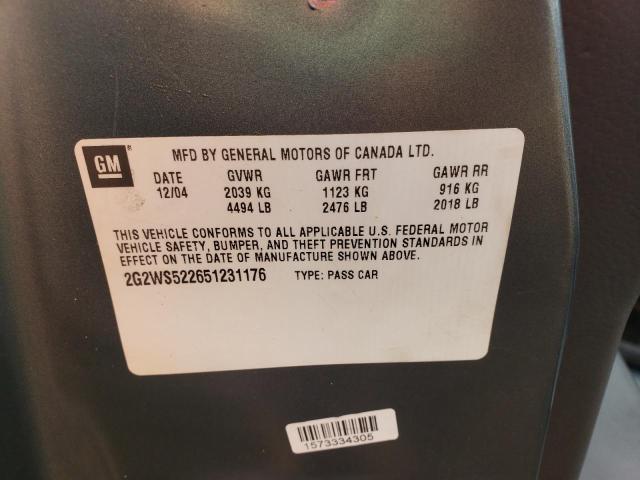 GM ®
MFD BY GENERAL MOTORS OF CANADA LTD.
DATE GVWR GAWR FRT GAWR RR
12/04 2039 KG 1123 KG 916 KG
4494 LB 2476 LB 2018 LB
THIS VEHICLE CONFORMS TO ALL APPLICABLE U.S. FEDERAL MOTOR
VEHICLE SAFETY, BUMPER, AND THEFT PREVENTION STANDARDS IN
EFFECT ON THE DATE OF MANUFACTURE SHOWN ABOVE.
2G2WS522651231176 TYPE: PASS CAR
1573334305